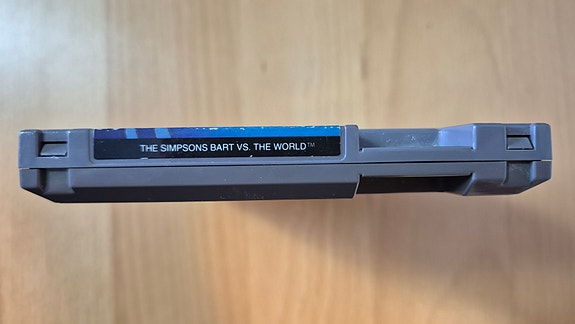 THE SIMPSONS BART VS. THE WORLD™